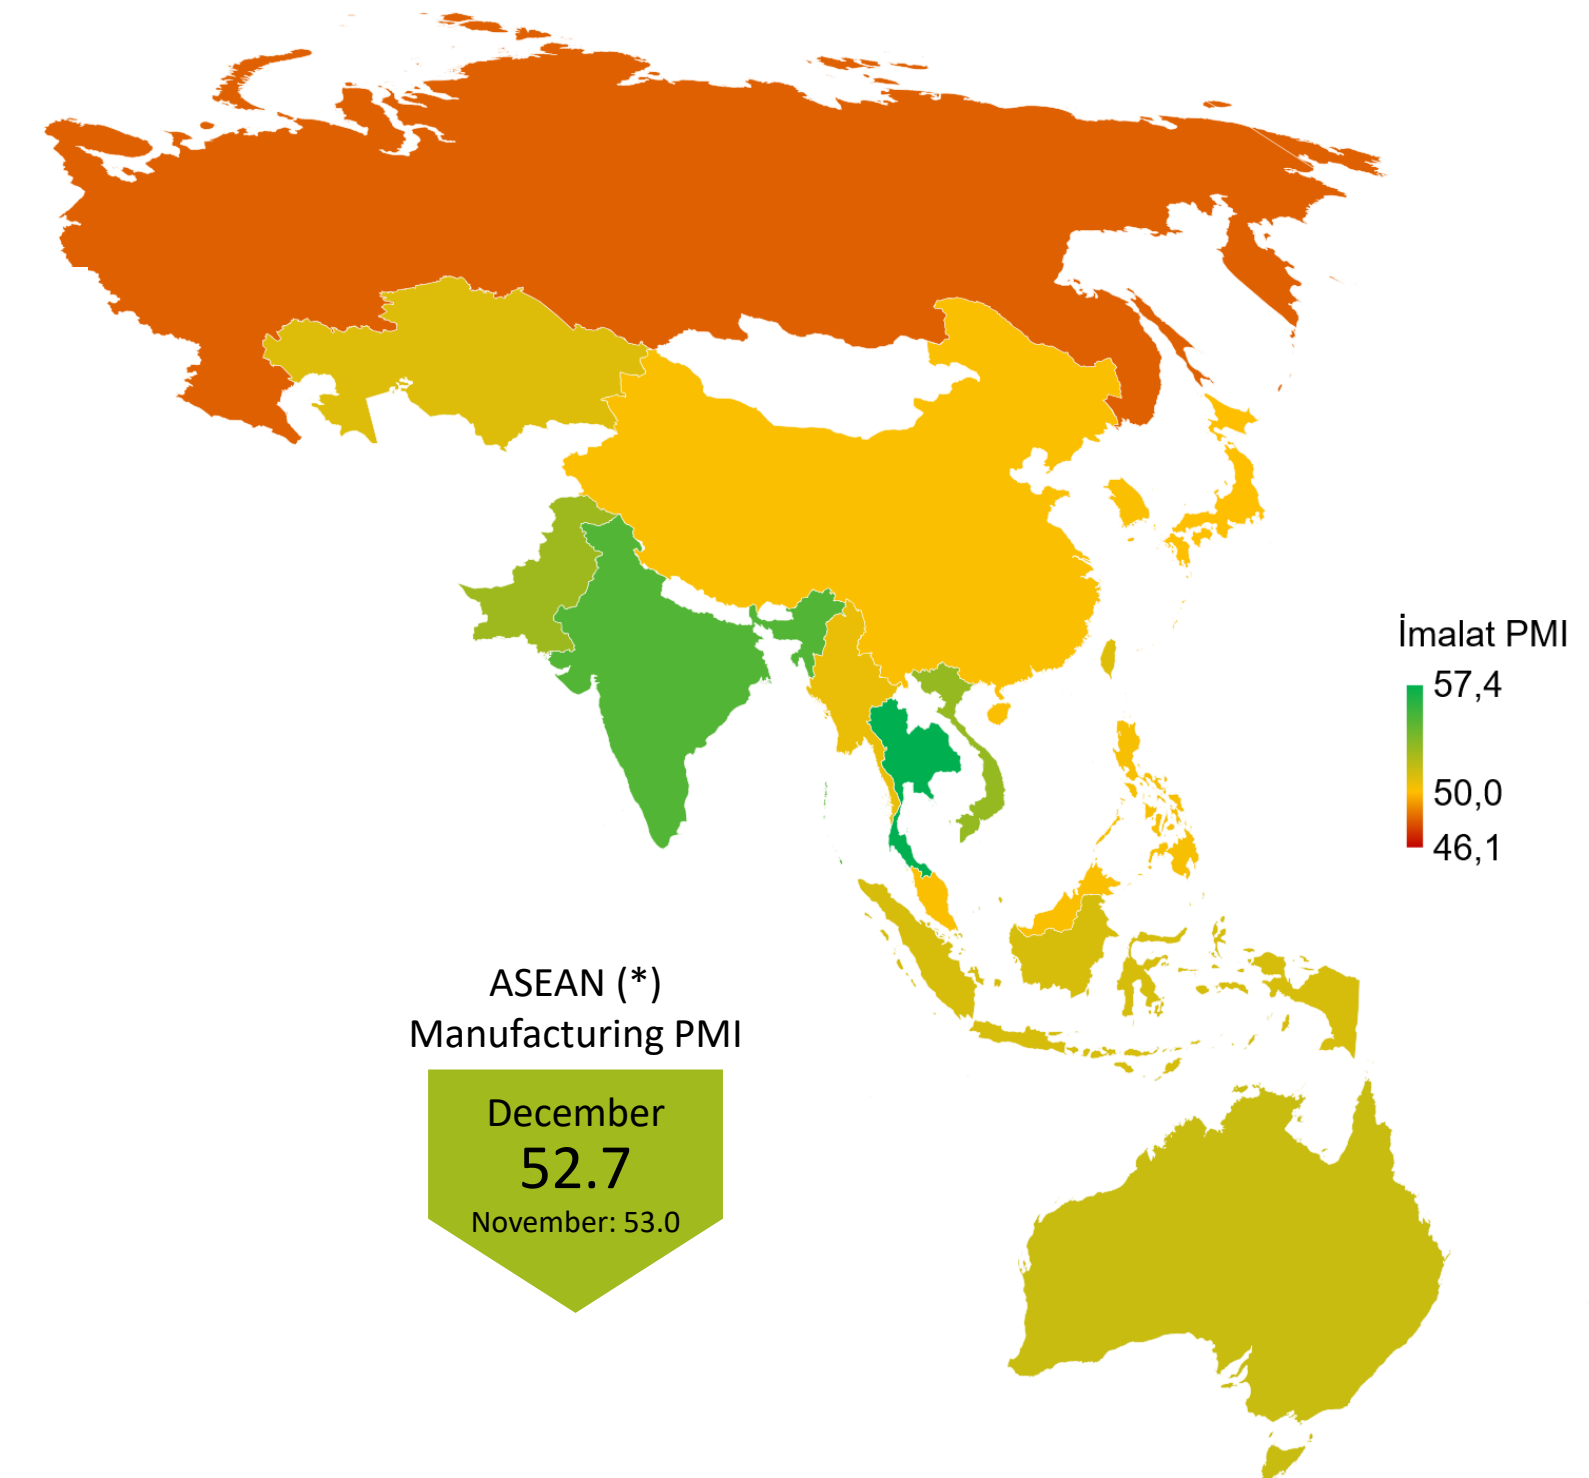 İmalat PMI
57,4
50,0
46,1
ASEAN (*)
Manufacturing PMI
December
52.7
November: 53.0